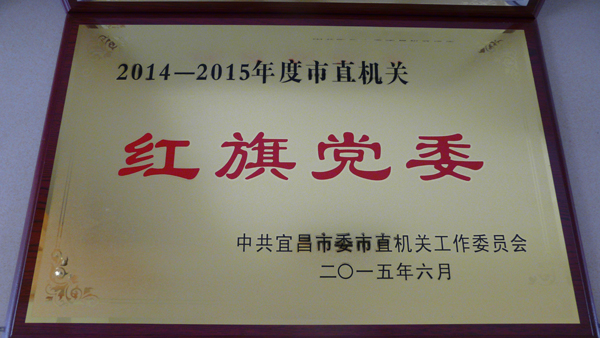 2014—2015年度市直机关
红旗党委
中共宜昌市委市直机关工作委员会
二〇一五年六月